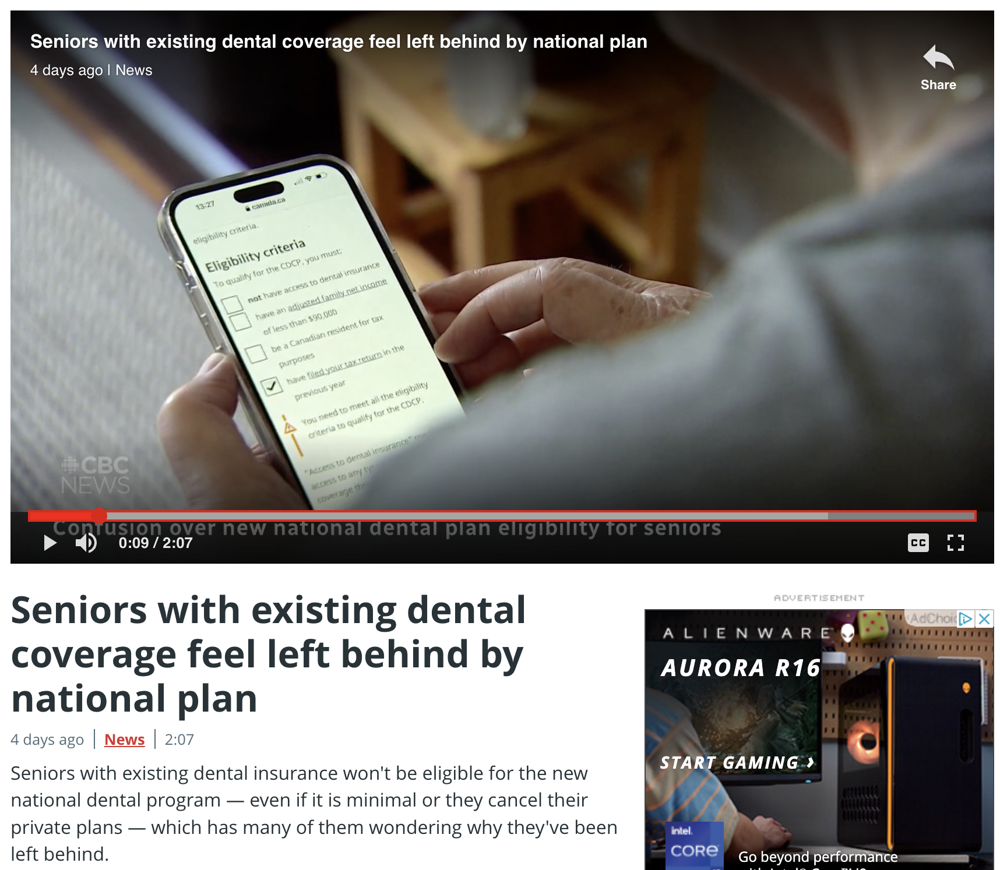 Seniors with existing dental coverage feel left behind by national plan
4 days ago | News
Share
13:27
canada.ca
eligibility criteria.
Eligibility criteria
To qualify for the CDCP, you must:
not have access to dental insurance
have an adjusted family net income
of less than $90,000
be a Canadian resident for tax
purposes
have filed your tax return in the
previous year
You need to meet all the eligibility
criteria to qualify for the CDCP.
"Access to dental insurance"
access to any
coverage
CBC
NEWS
Confusion over new national dental plan eligibility for seniors
0:09 / 2:07
CC
Seniors with existing dental
coverage feel left behind by
national plan
4 days ago | News | 2:07
Seniors with existing dental insurance won't be eligible for the new
national dental program — even if it is minimal or they cancel their
private plans — which has many of them wondering why they've been
left behind.
ADVERTISEMENT
ALIENWARE
AURORA R16
START GAMING ›
intel.
CORE
Go beyond performance